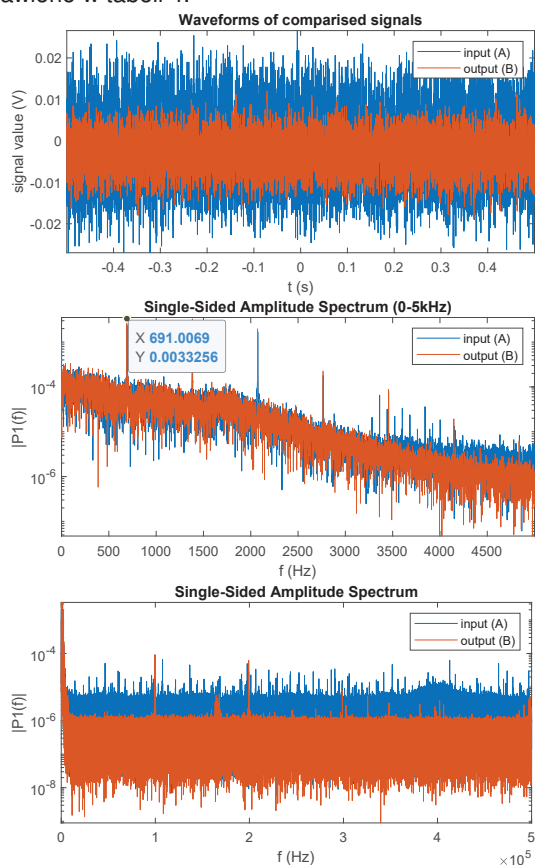 Waveforms of comparised signals
input (A)
output (B)
0.02
0.01
0
-0.01
-0.02
signal value (V)
-0.4 -0.3 -0.2 -0.1 0 0.1 0.2 0.3 0.4
t (s)
Single-Sided Amplitude Spectrum (0-5kHz)
X 691.0069
Y 0.0033256
input (A)
output (B)
10-4
10-6
|P1(f)|
0 500 1000 1500 2000 2500 3000 3500 4000 4500
f (Hz)
Single-Sided Amplitude Spectrum
input (A)
output (B)
10-4
10-6
10-8
|P1(f)|
0 1 2 3 4 5
f (Hz)
×10^5